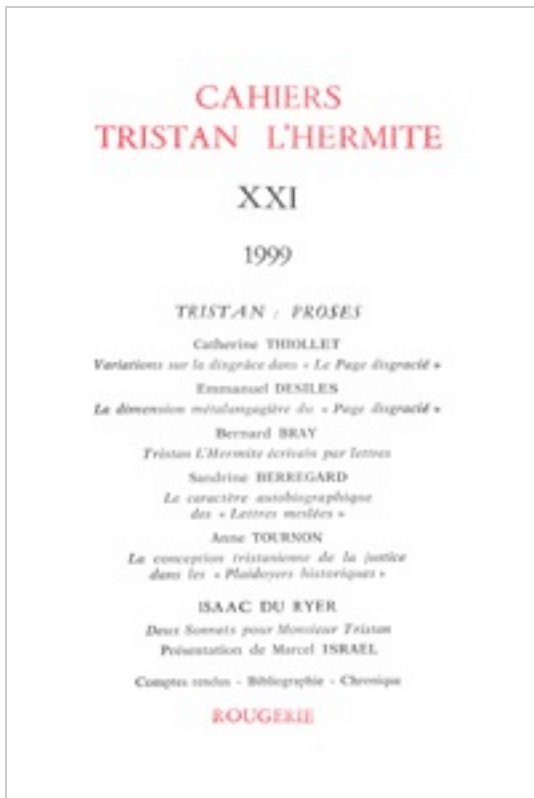 CAHIERS
TRISTAN L'HERMITE
XXI
1999
TRISTAN : PROSES
Catherine THIOLLET
Variations sur la disgrâce dans « Le Page disgracié »
Emmanuel DESILES
La dimension métalangagière du « Page disgracié »
Bernard BRAY
Tristan L'Hermite écrivain par lettres
Sandrine BERREGARD
Le caractère autobiographique
des « Lettres meslées »
Anne TOURNON
La conception tristanienne de la justice
dans les « Plaidoyers historiques »
ISAAC DU RYER
Deux Sonnets pour Monsieur Tristan
Présentation de Marcel ISRAEL
Comptes rendus - Bibliographie - Chronique
ROUGERIE